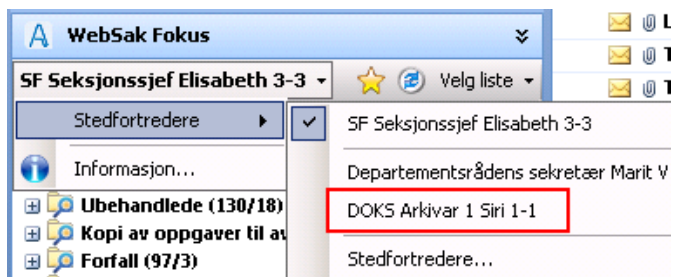 WebSak Fokus
L
SF Seksjonssjef Elisabeth 3-3
Velg liste
T
T
Stedfortredere
SF Seksjonssjef Elisabeth 3-3
Informasjon...
Departementsrådens sekretær Marit V
Ubehandlede (130/18)
DOKS Arkivar 1 Siri 1-1
Kopi av oppgaver til av
Forfall (97/3)
Stedfortredere...